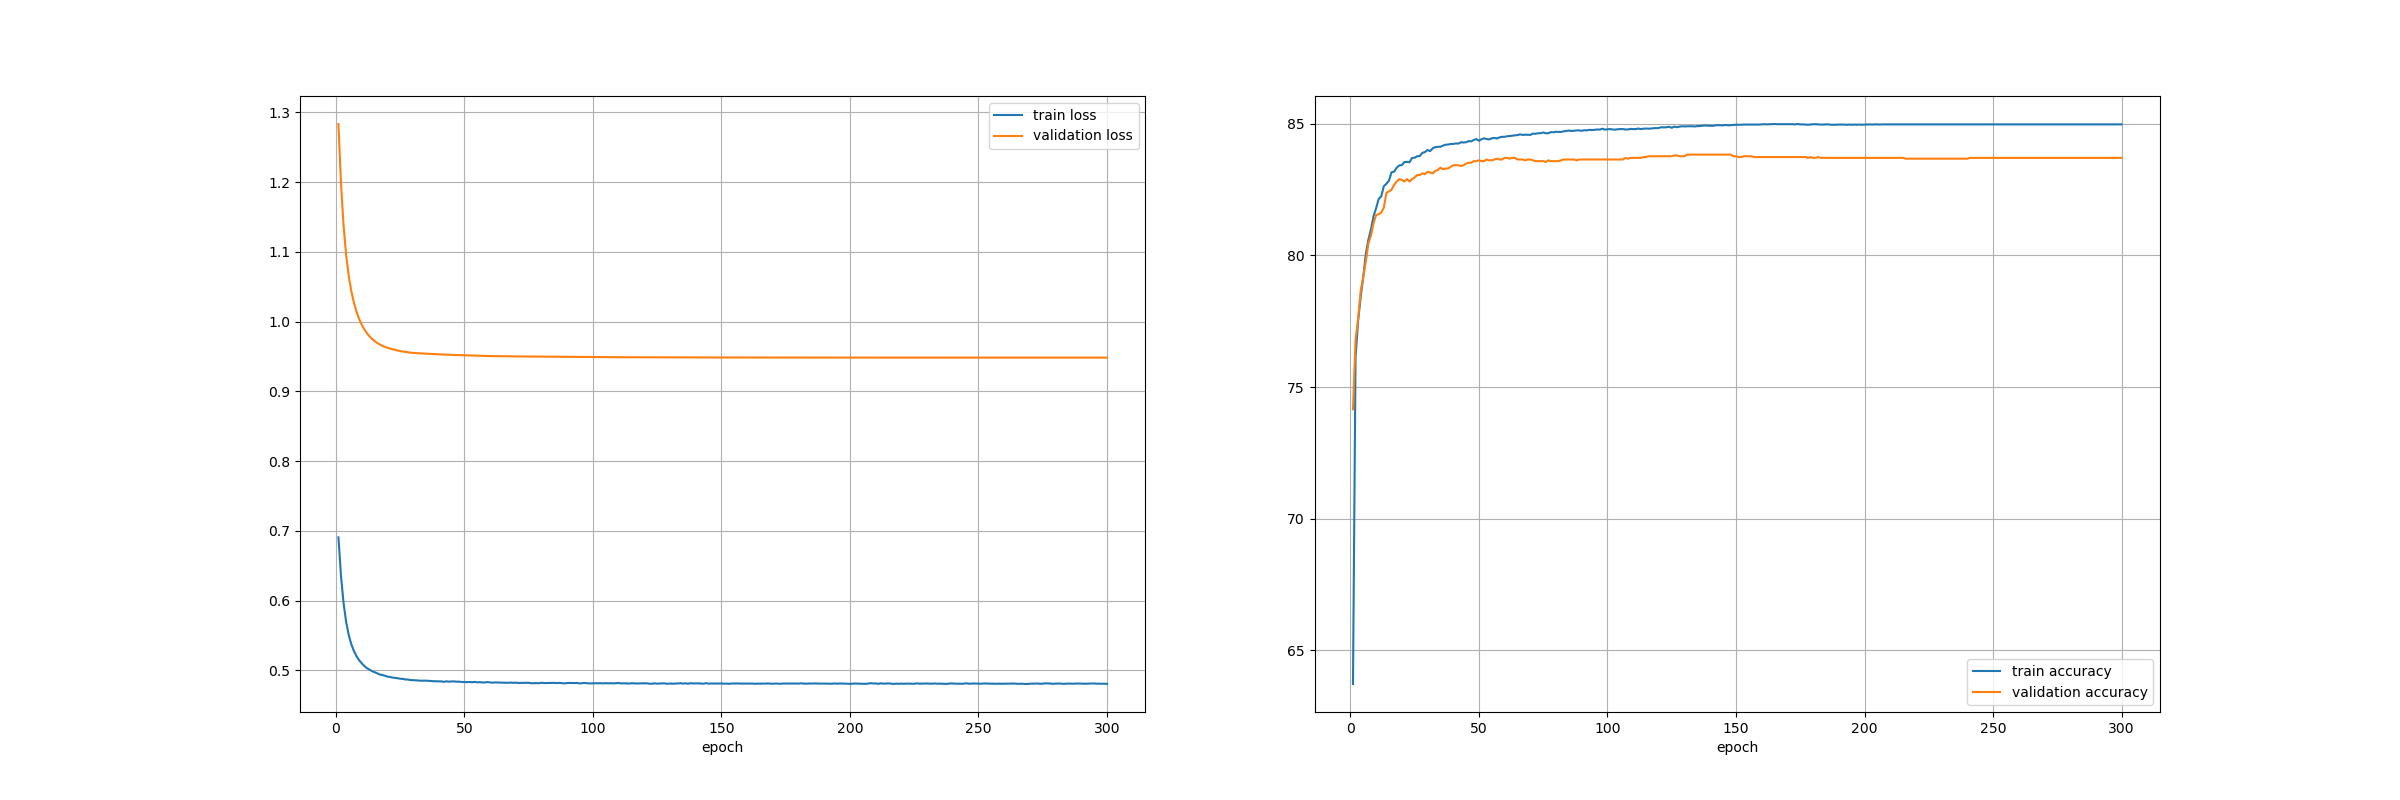 1.3
1.2
1.1
1.0
0.9
0.8
0.7
0.6
0.5
0 50 100 150 200 250 300
epoch
train loss
validation loss
85
80
75
70
65
0 50 100 150 200 250 300
epoch
train accuracy
validation accuracy